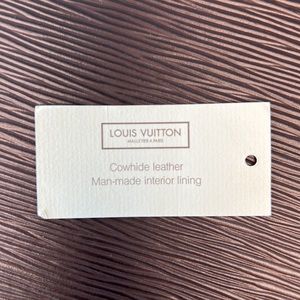 LOUIS VUITTON
MALLETIER A PARIS
Cowhide leather
Man-made interior lining